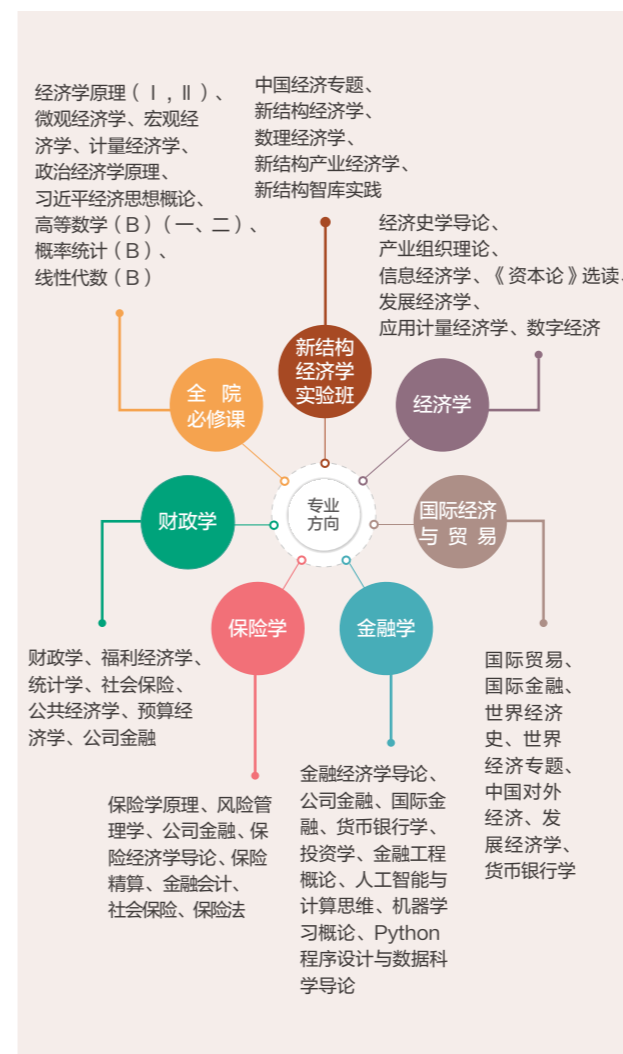 经济学原理（Ⅰ,Ⅱ）、
微观经济学、宏观经
济学、计量经济学、
政治经济学原理、
习近平经济思想概论、
高等数学（B）（一、二）、
概率统计（B）、
线性代数（B）
中国经济专题、
新结构经济学、
数理经济学、
新结构产业经济学、
新结构智库实践
经济史学导论、
产业组织理论、
信息经济学、《资本论》选读、
发展经济学、
应用计量经济学、数字经济
全 院
必修课
新结构
经济学
实验班
经济学
财政学
专业
方向
国际经济
与 贸 易
保险学
金融学
财政学、福利经济学、
统计学、社会保险、
公共经济学、预算经
济学、公司金融
保险学原理、风险管
理学、公司金融、保
险经济学导论、保险
精算、金融会计、
社会保险、保险法
金融经济学导论、
公司金融、国际金
融、货币银行学、
投资学、金融工程
概论、人工智能与
计算思维、机器学
习概论、Python
程序设计与数据科
学导论
国际贸易、
国际金融、
世界经济
史、世界
经济专题、
中国对外
经济、发
展经济学、
货币银行学